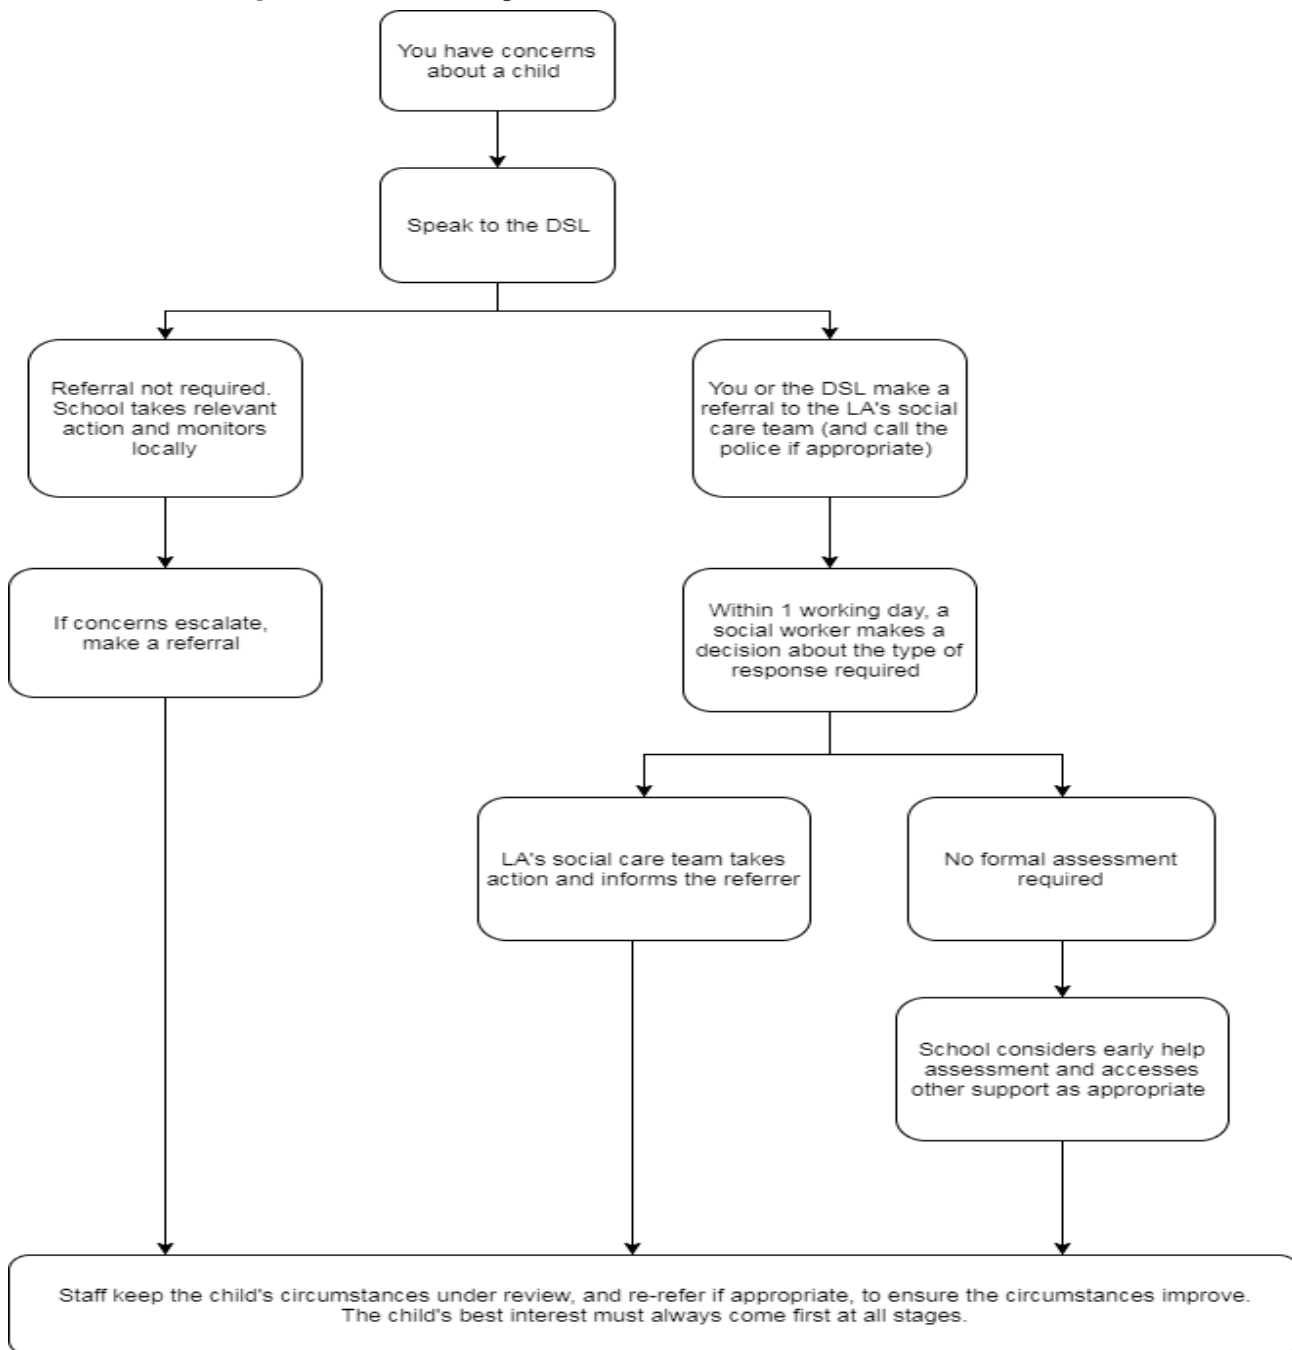 You have concerns
about a child
Speak to the DSL
Referral not required.
School takes relevant
action and monitors
locally
You or the DSL make a
referral to the LA's social
care team (and call the
police if appropriate)
If concerns escalate,
make a referral
Within 1 working day, a
social worker makes a
decision about the type of
response required
LA's social care team takes
action and informs the referrer
No formal assessment
required
School considers early help
assessment and accesses
other support as appropriate
Staff keep the child's circumstances under review, and re-refer if appropriate, to ensure the circumstances improve.
The child's best interest must always come first at all stages.